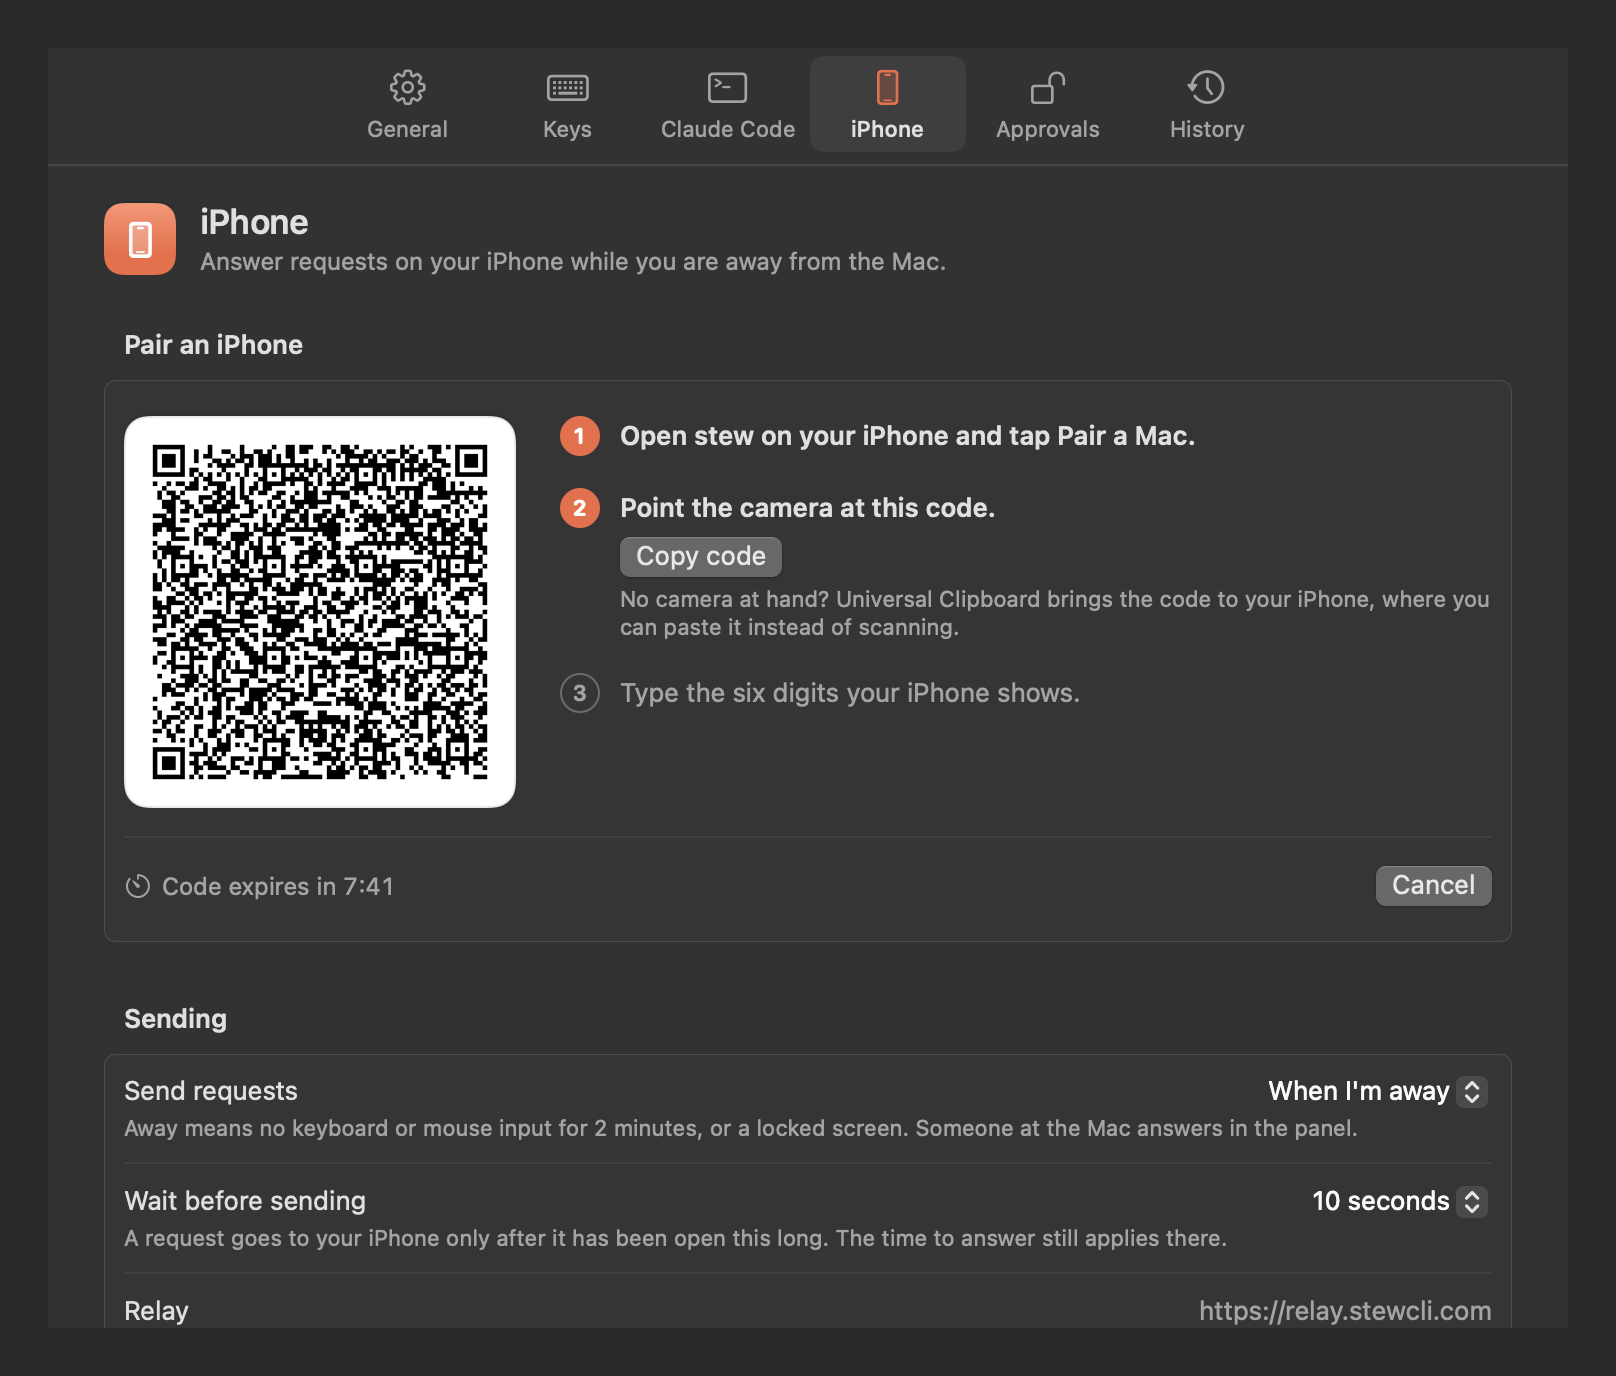 General
Keys
Claude Code
iPhone
Approvals
History
iPhone
Answer requests on your iPhone while you are away from the Mac.
Pair an iPhone
1 Open stew on your iPhone and tap Pair a Mac.
2 Point the camera at this code.
Copy code
No camera at hand? Universal Clipboard brings the code to your iPhone, where you
can paste it instead of scanning.
3 Type the six digits your iPhone shows.
Code expires in 7:41
Cancel
Sending
Send requests
When I'm away
Away means no keyboard or mouse input for 2 minutes, or a locked screen. Someone at the Mac answers in the panel.
Wait before sending
10 seconds
A request goes to your iPhone only after it has been open this long. The time to answer still applies there.
Relay
https://relay.stewcli.com